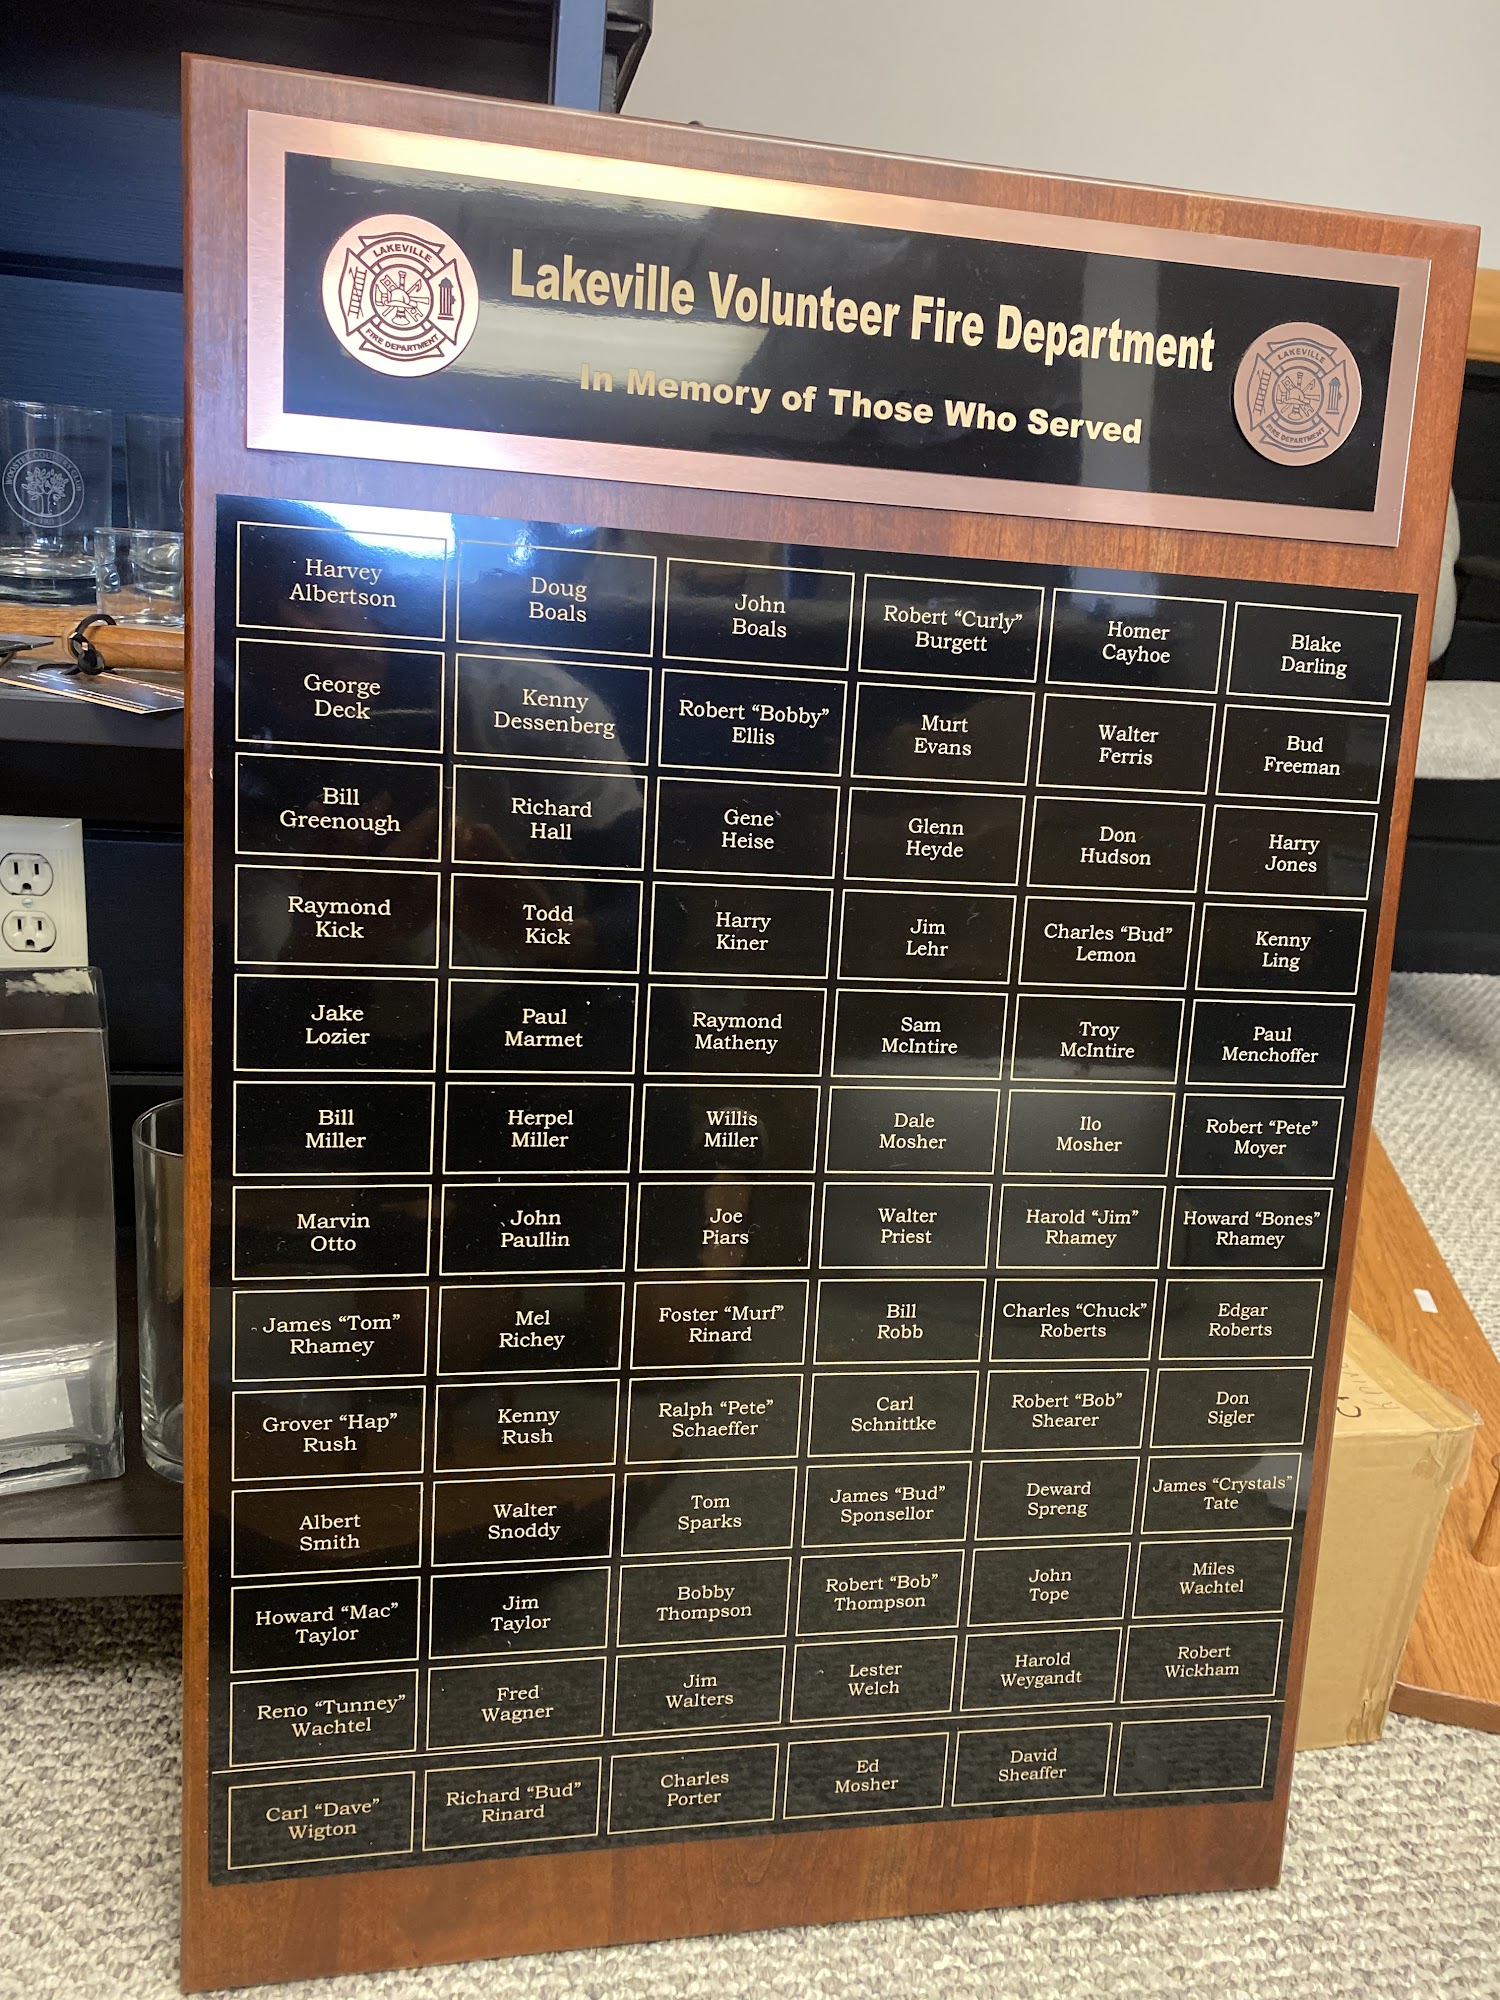 LAKEVILLE
FIRE DEPARTMENT
Lakeville Volunteer Fire Department
In Memory of Those Who Served
LAKEVILLE
FIRE DEPARTMENT
WOOSTER COUNTRY CLUB
Harvey
Albertson
Doug
Boals
John
Boals
Robert “Curly”
Burgett
Homer
Cayhoe
Blake
Darling
George
Deck
Kenny
Dessenberg
Robert “Bobby”
Ellis
Murt
Evans
Walter
Ferris
Bud
Freeman
Bill
Greenough
Richard
Hall
Gene
Heise
Glenn
Heyde
Don
Hudson
Harry
Jones
Raymond
Kick
Todd
Kick
Harry
Kiner
Jim
Lehr
Charles “Bud”
Lemon
Kenny
Ling
Jake
Lozier
Paul
Marmet
Raymond
Matheny
Sam
McIntire
Troy
McIntire
Paul
Menchoffer
Bill
Miller
Herpel
Miller
Willis
Miller
Dale
Mosher
Ilo
Mosher
Robert “Pete”
Moyer
Marvin
Otto
John
Paullin
Joe
Piars
Walter
Priest
Harold “Jim”
Rhamey
Howard “Bones”
Rhamey
James “Tom”
Rhamey
Mel
Richey
Foster “Murf”
Rinard
Bill
Robb
Charles “Chuck”
Roberts
Edgar
Roberts
Grover “Hap”
Rush
Kenny
Rush
Ralph “Pete”
Schaeffer
Carl
Schnittke
Robert “Bob”
Shearer
Don
Sigler
Albert
Smith
Walter
Snoddy
Tom
Sparks
James “Bud”
Sponsellor
Deward
Spreng
James “Crystals”
Tate
Howard “Mac”
Taylor
Jim
Taylor
Bobby
Thompson
Robert “Bob”
Thompson
John
Tope
Miles
Wachtel
Reno “Tunney”
Wachtel
Fred
Wagner
Jim
Walters
Lester
Welch
Harold
Weygandt
Robert
Wickham
Carl “Dave”
Wigton
Richard “Bud”
Rinard
Charles
Porter
Ed
Mosher
David
Sheaffer